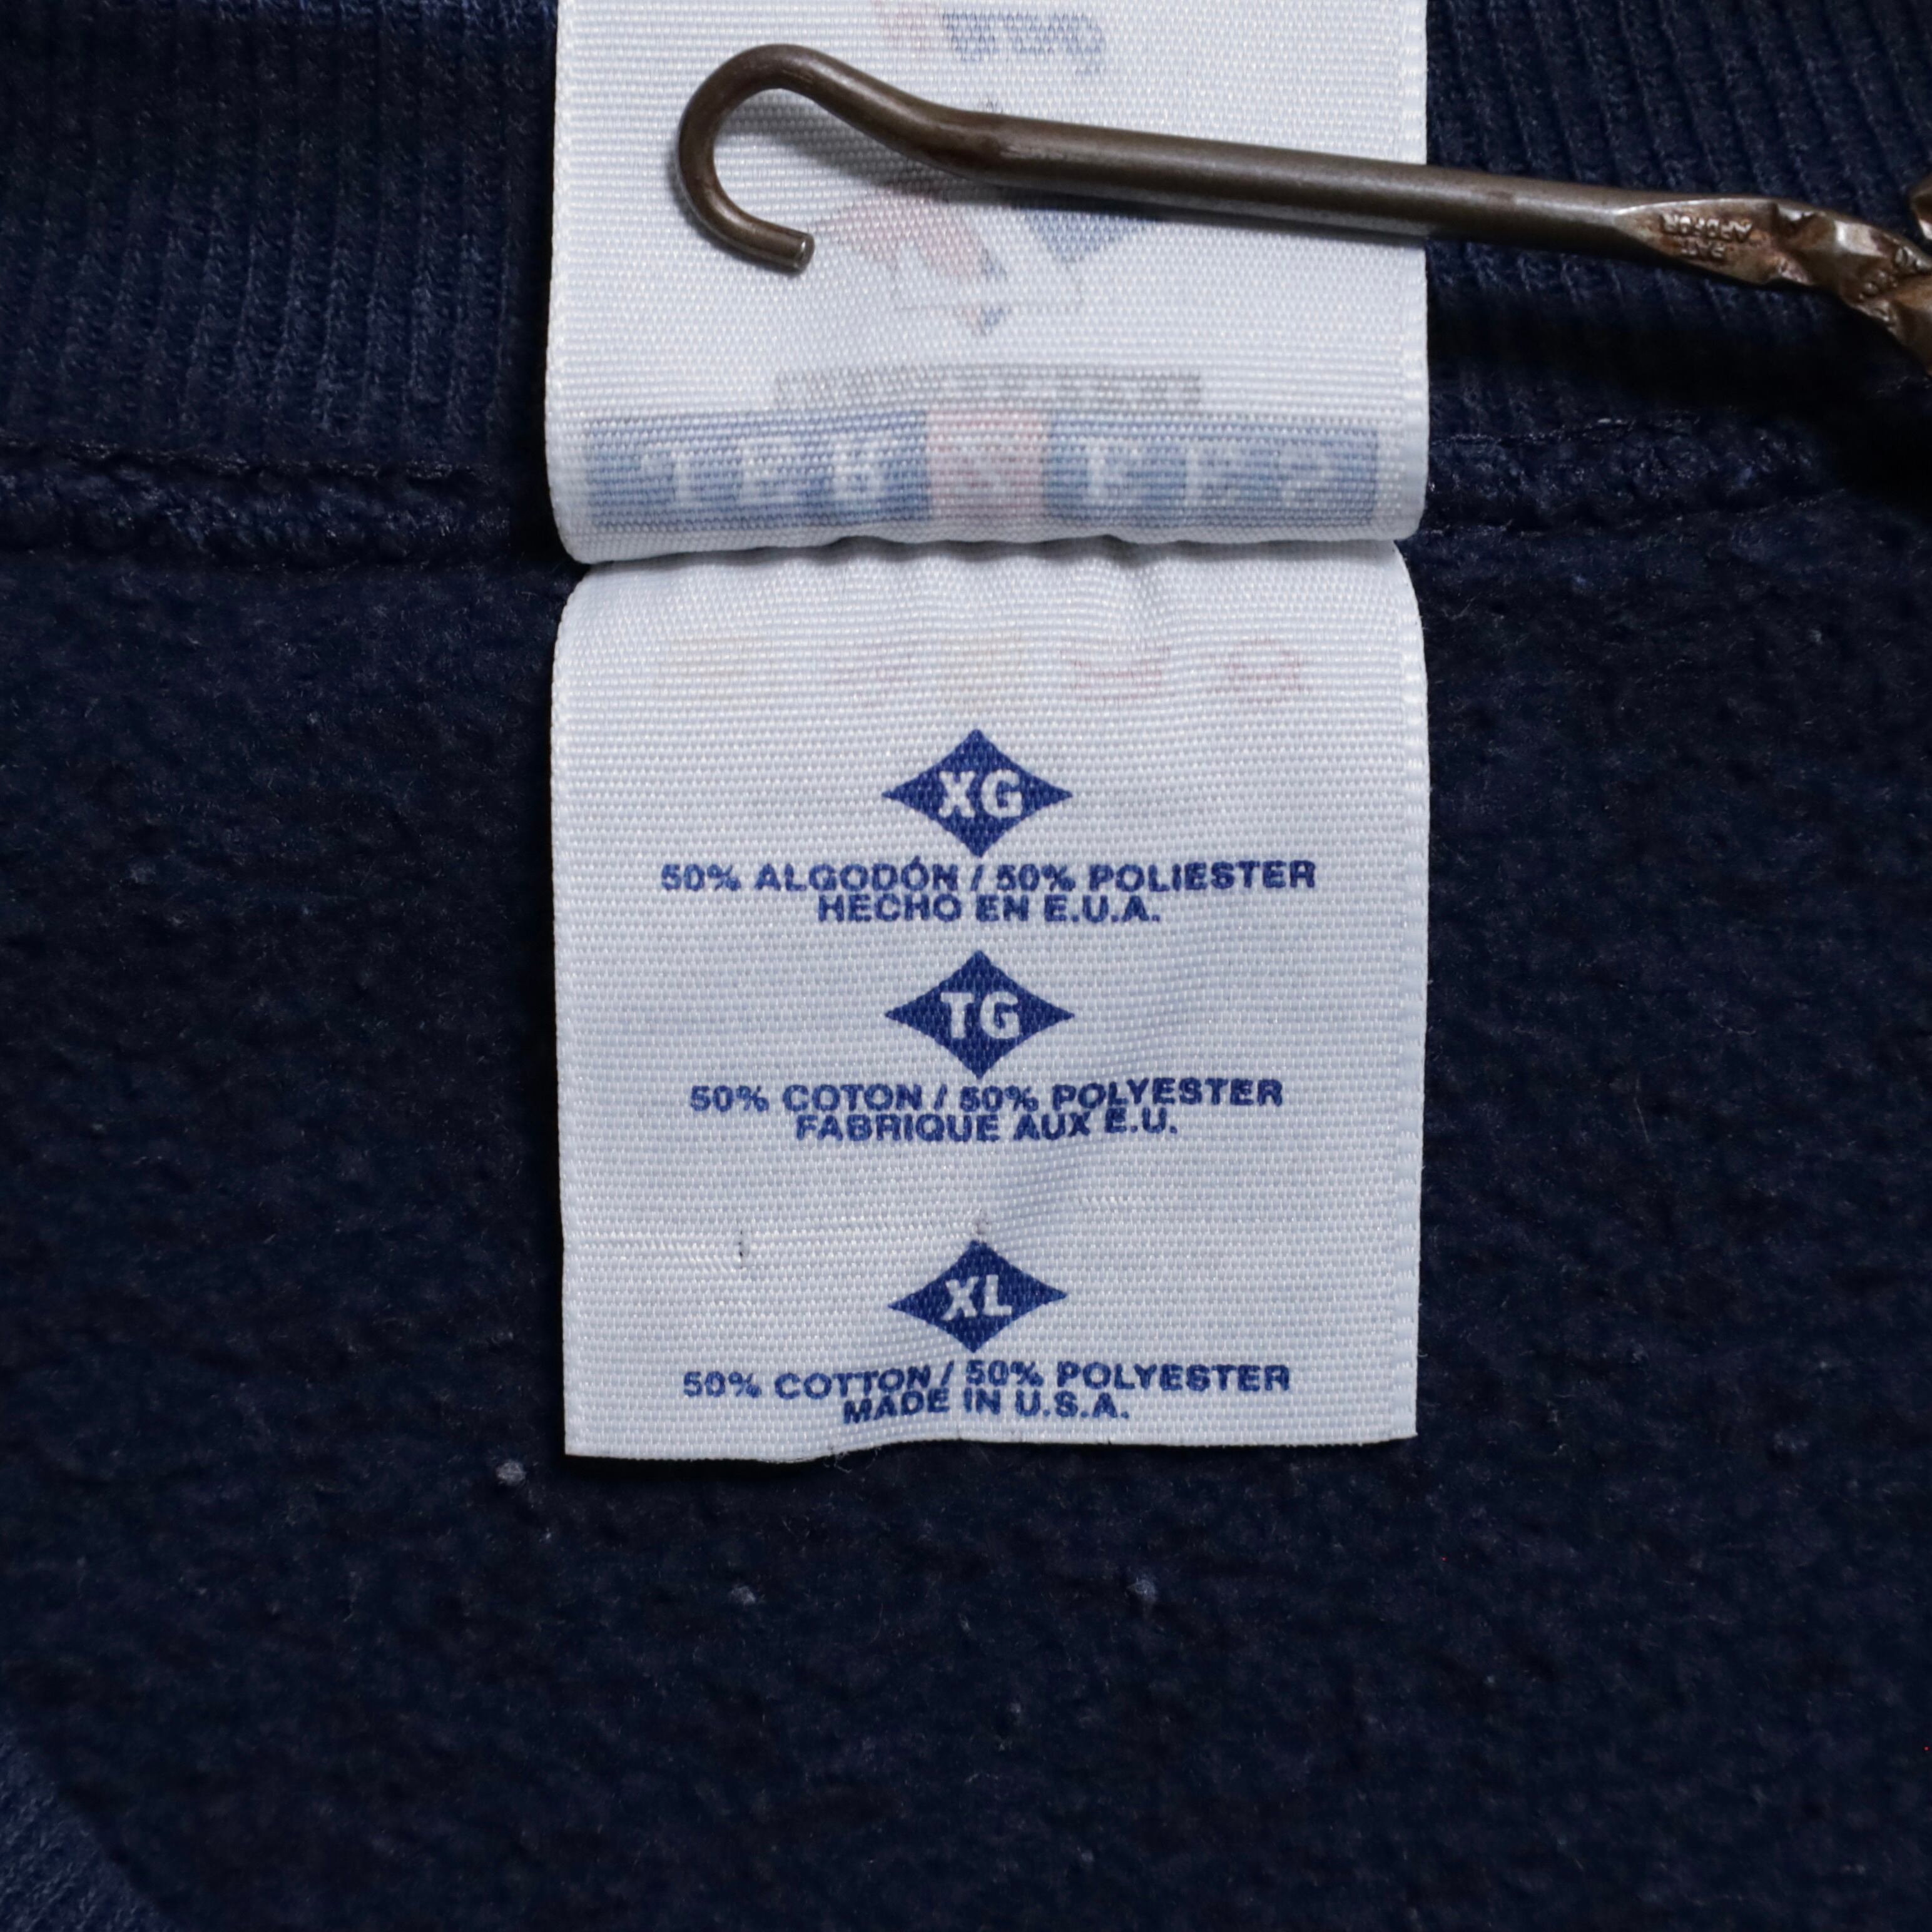 XG
50% ALGODÓN / 50% POLIESTER
HECHO EN E.U.A.
TG
50% COTON / 50% POLYESTER
FABRIQUE AUX E.U.
XL
50% COTTON / 50% POLYESTER
MADE IN U.S.A.